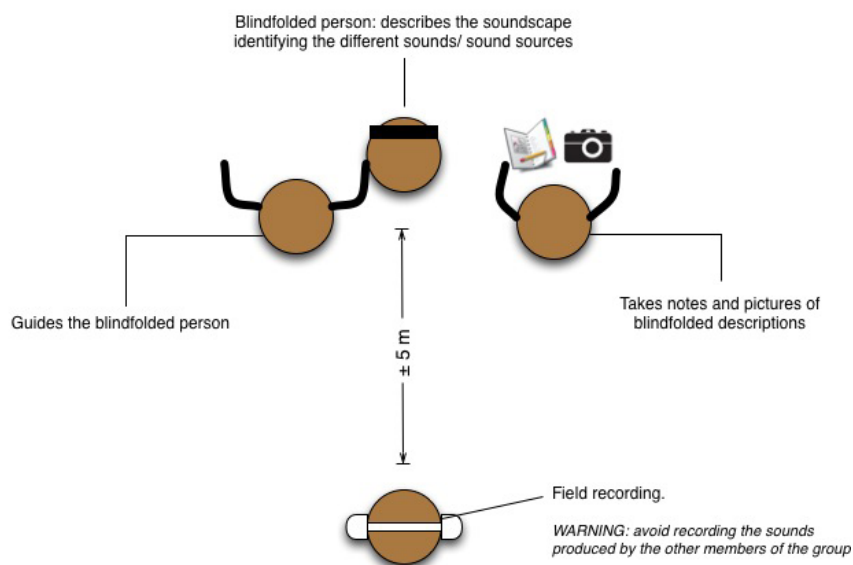 Blindfolded person: describes the soundscape
identifying the different sounds/ sound sources
Guides the blindfolded person
Takes notes and pictures of
blindfolded descriptions
± 5 m
Field recording.
WARNING: avoid recording the sounds
produced by the other members of the group